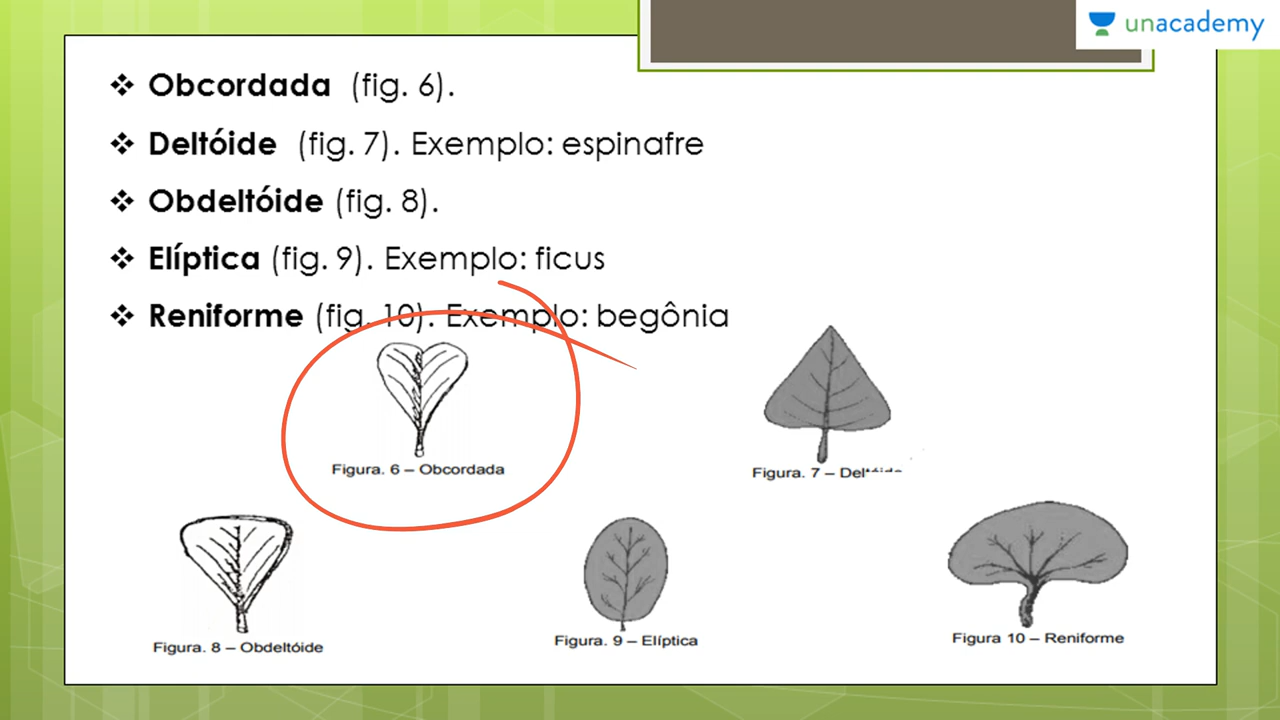 unacademy
Obcordada (fig. 6).
Deltóide (fig. 7). Exemplo: espinafre
Obdeltóide (fig. 8).
Elíptica (fig. 9). Exemplo: ficus
Reniforme (fig. 10). Exemplo: begônia
Figura. 6 – Obcordada
Figura. 7 –
Figura. 8 – Obdeltóide
Figura. 9 – Elíptica
Figura 10 – Reniforme